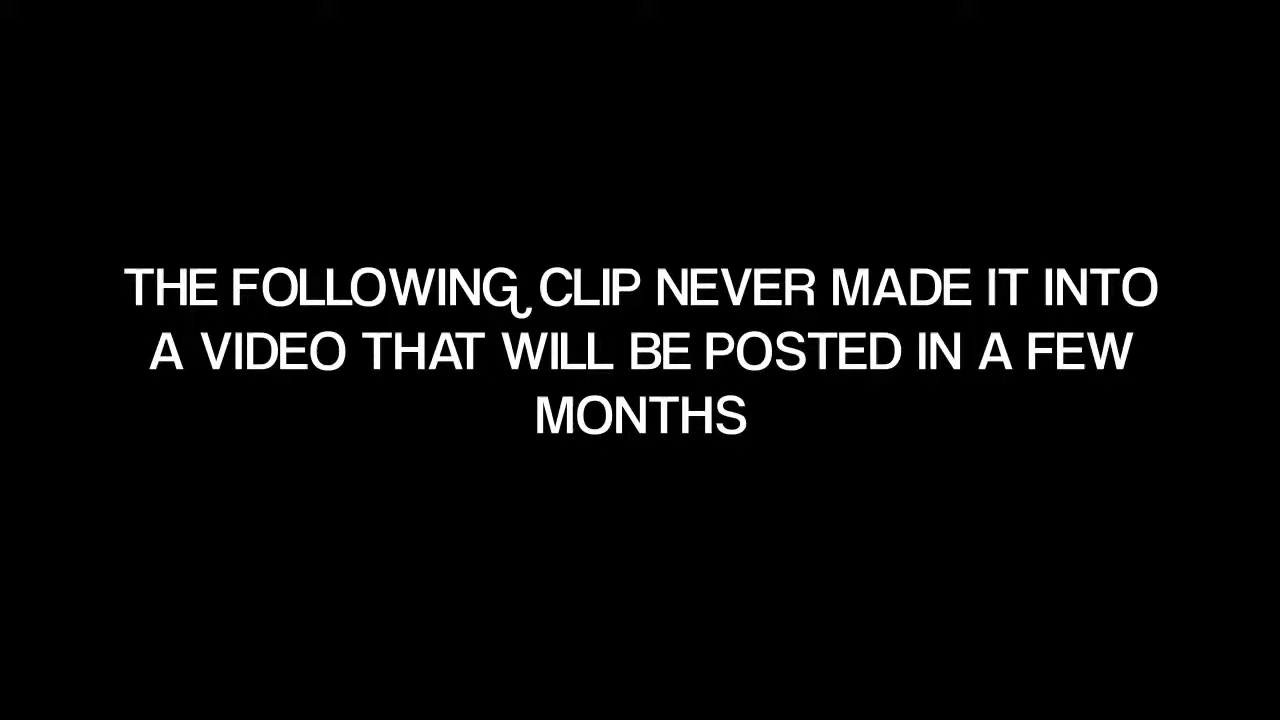 THE FOLLOWING CLIP NEVER MADE IT INTO
A VIDEO THAT WILL BE POSTED IN A FEW
MONTHS